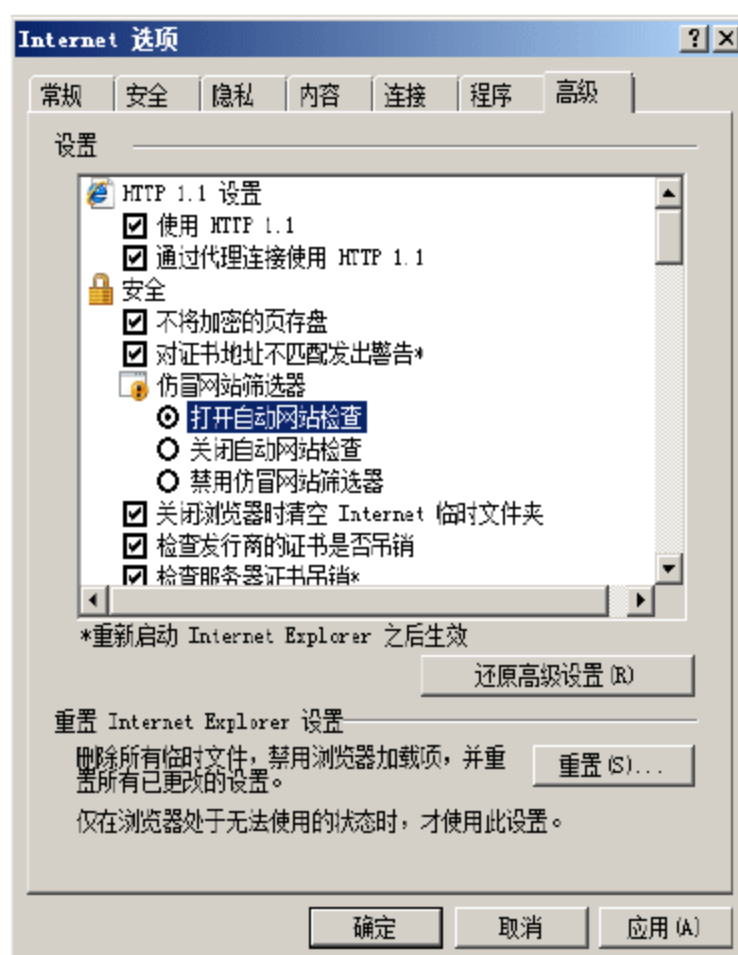 Internet 选项
常规 安全 隐私 内容 连接 程序 高级
设置
HTTP 1.1 设置
使用 HTTP 1.1
通过代理连接使用 HTTP 1.1
安全
不将加密的页存盘
对证书地址不匹配发出警告*
仿冒网站筛选器
打开自动网站检查
关闭自动网站检查
禁用仿冒网站筛选器
关闭浏览器时清空 Internet 临时文件夹
检查发行商的证书是否吊销
检查服务器证书吊销*
*重新启动 Internet Explorer 之后生效
还原高级设置(R)
重置 Internet Explorer 设置
删除所有临时文件，禁用浏览器加载项，并重
置所有已更改的设置。
重置(S)...
仅在浏览器处于无法使用的状态时，才使用此设置。
确定 取消 应用(A)